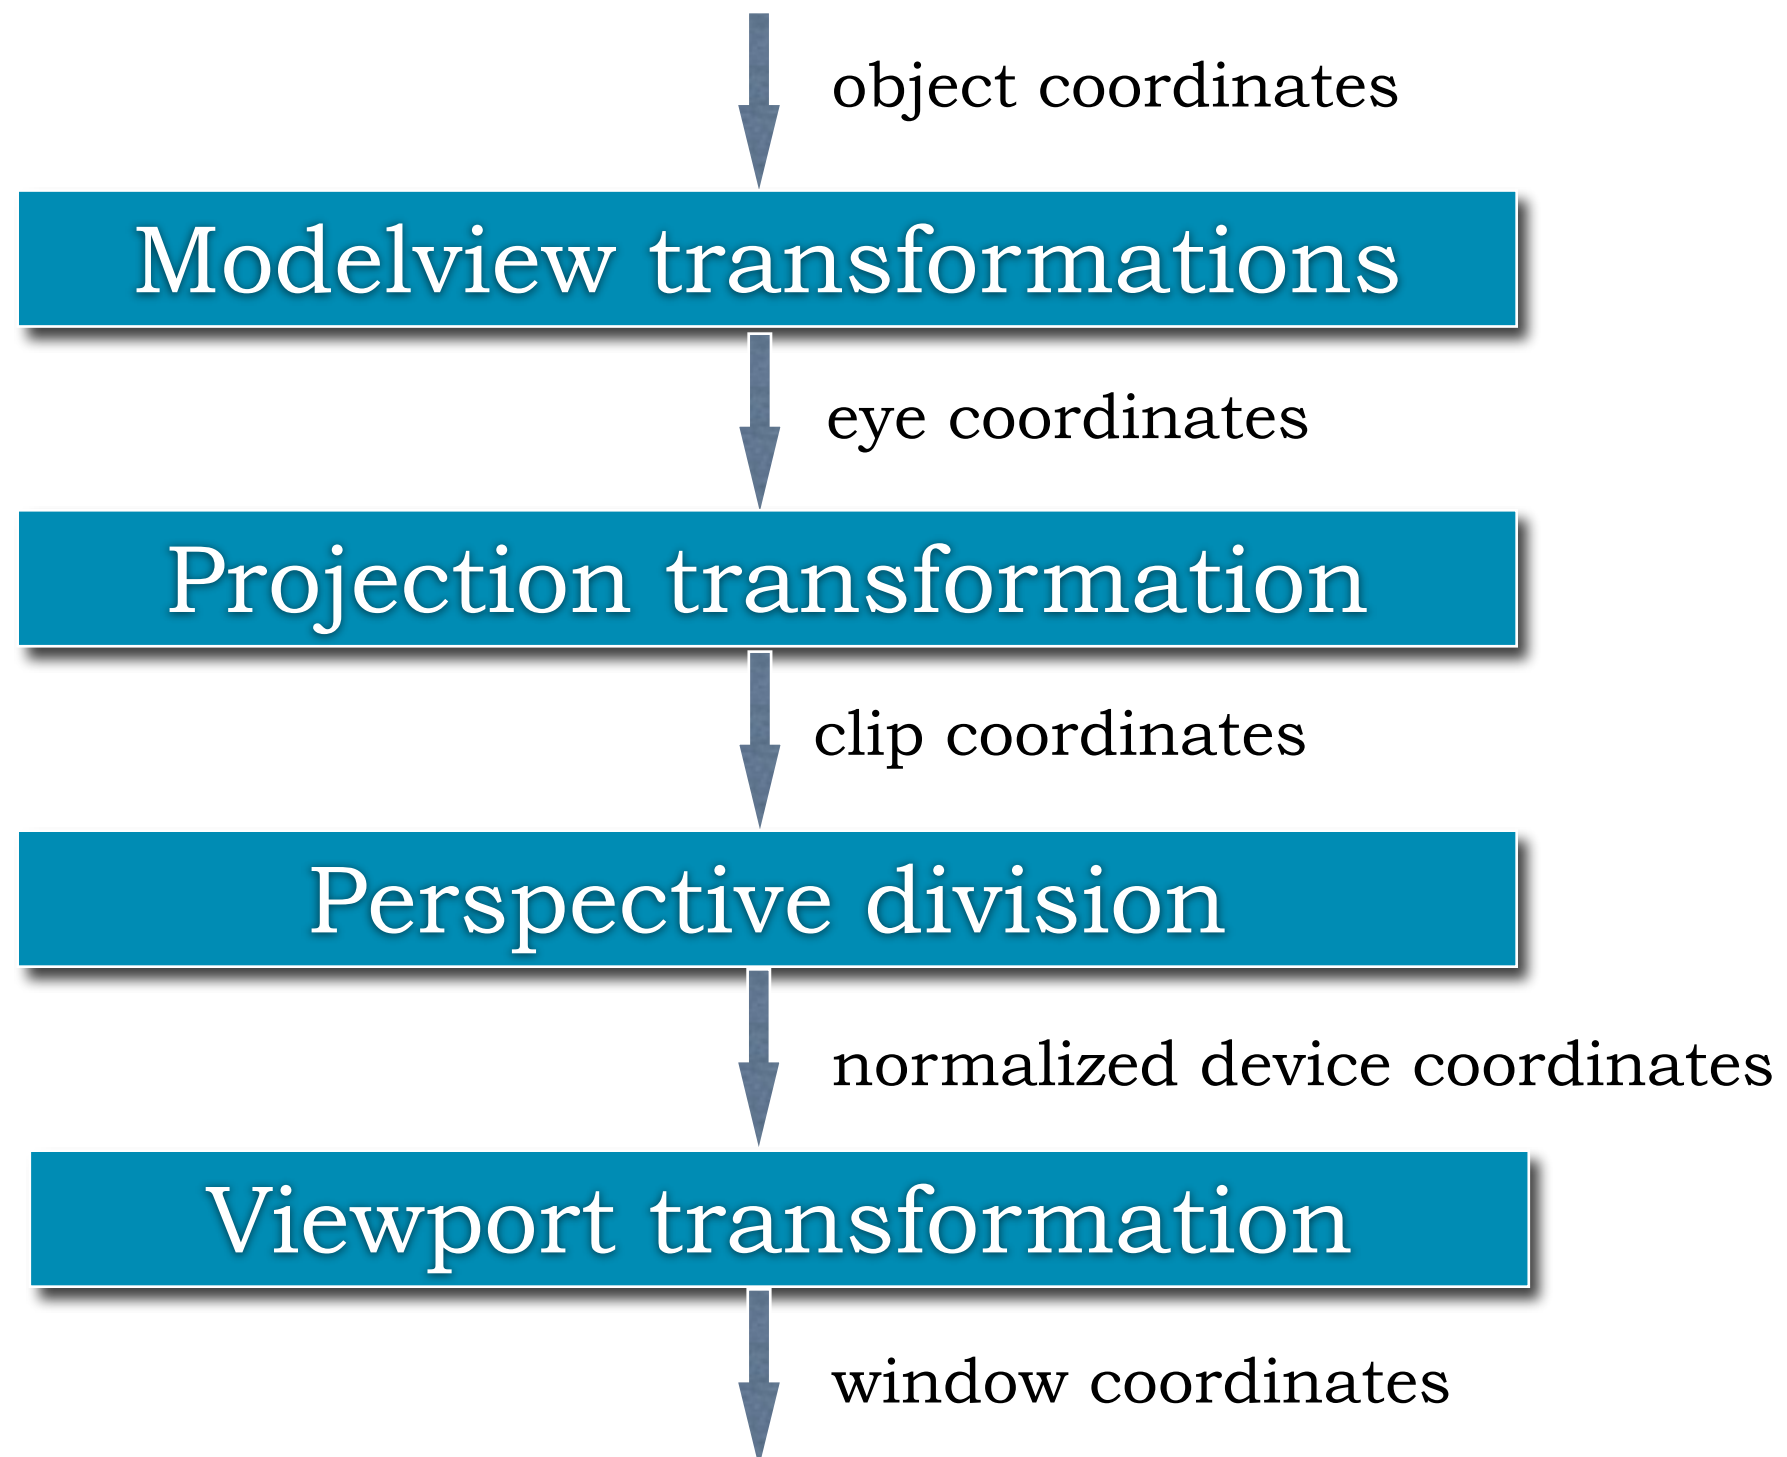 object coordinates
Modelview transformations
eye coordinates
Projection transformation
clip coordinates
Perspective division
normalized device coordinates
Viewport transformation
window coordinates